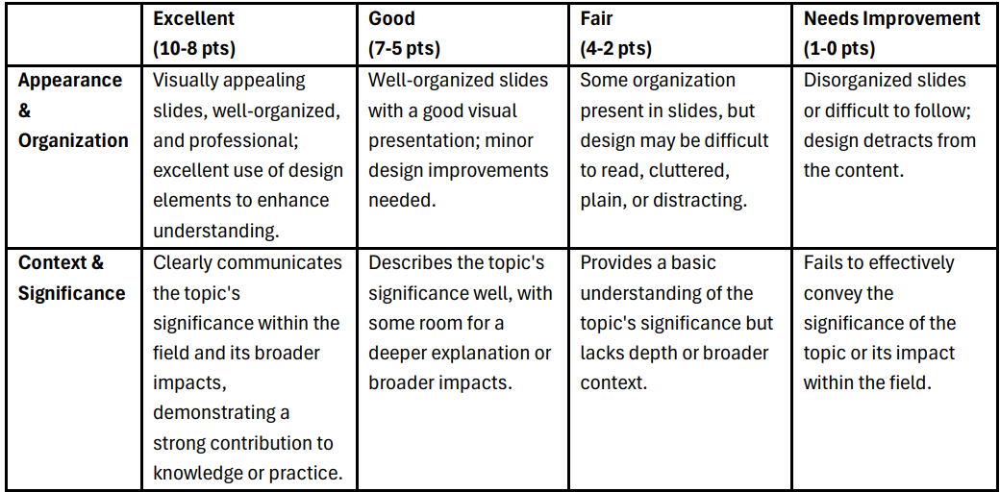 Excellent
(10-8 pts)
Good
(7-5 pts)
Fair
(4-2 pts)
Needs Improvement
(1-0 pts)
Appearance
&
Organization
Visually appealing
slides, well-organized,
and professional;
excellent use of design
elements to enhance
understanding.
Well-organized slides
with a good visual
presentation; minor
design improvements
needed.
Some organization
present in slides, but
design may be difficult
to read, cluttered,
plain, or distracting.
Disorganized slides
or difficult to follow;
design detracts from
the content.
Context &
Significance
Clearly communicates
the topic's
significance within the
field and its broader
impacts,
demonstrating a
strong contribution to
knowledge or practice.
Describes the topic's
significance well, with
some room for a
deeper explanation or
broader impacts.
Provides a basic
understanding of the
topic's significance but
lacks depth or broader
context.
Fails to effectively
convey the
significance of the
topic or its impact
within the field.